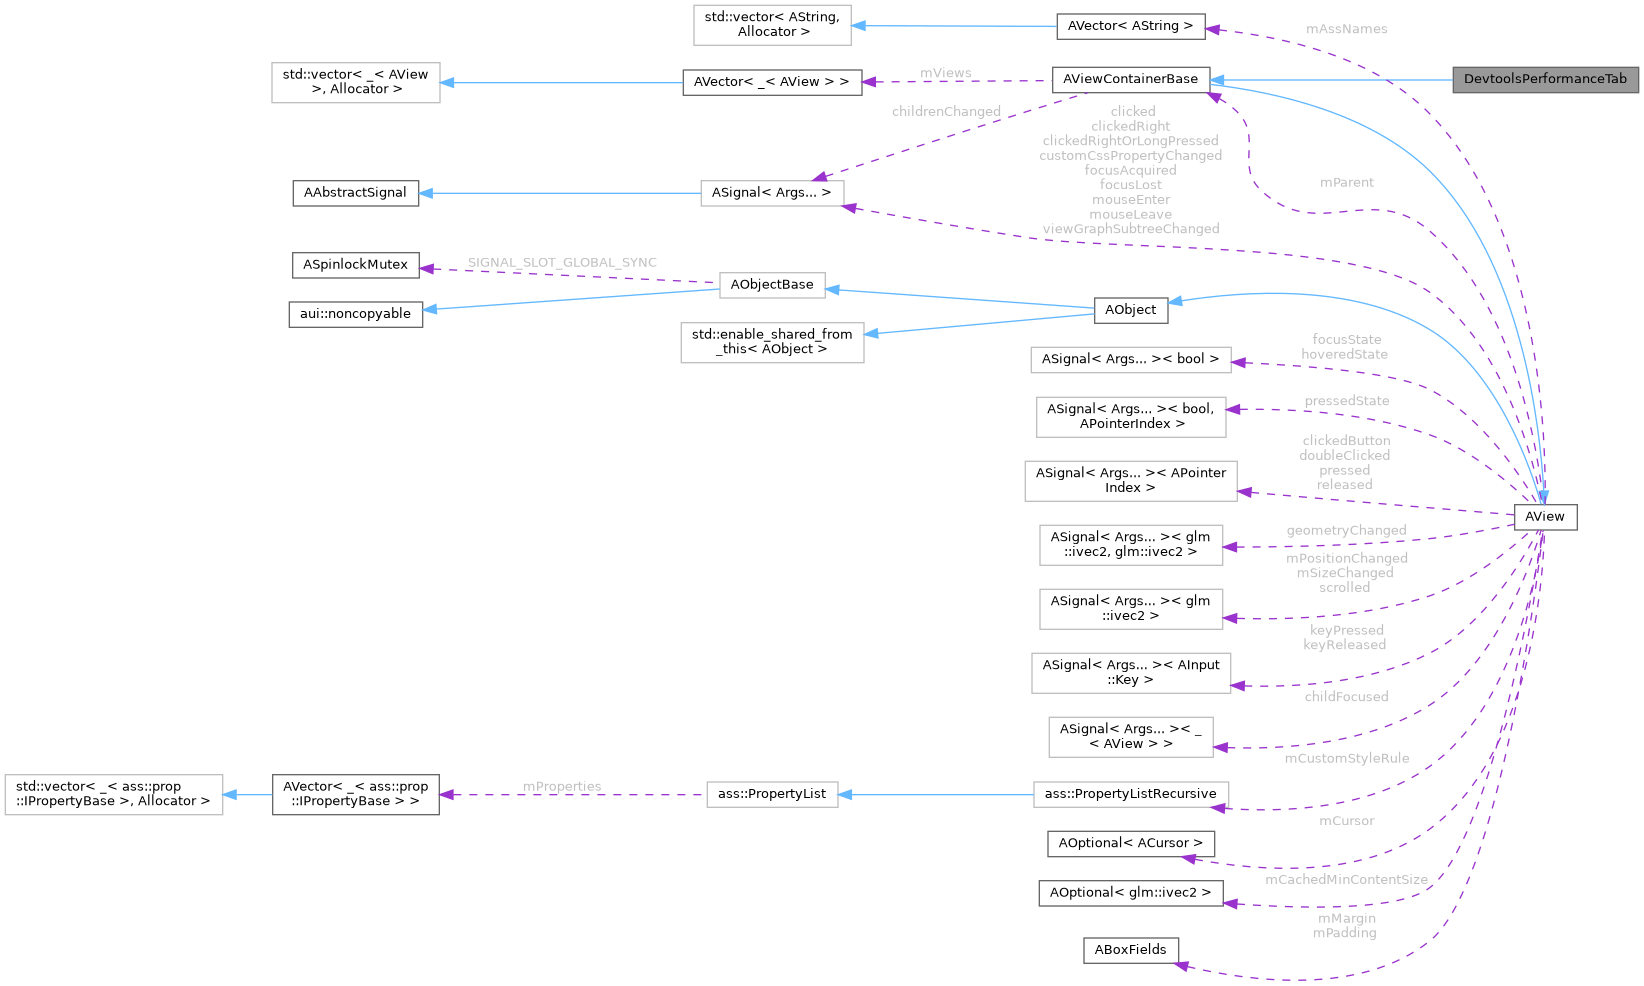 std::vector< AString,
Allocator >
AVector< AString >
mAssNames
std::vector< _< AView
>, Allocator >
AVector< _< AView > >
mViews
AViewContainerBase
DevtoolsPerformanceTab
childrenChanged
clicked
clickedRight
clickedRightOrLongPressed
customCssPropertyChanged
focusAcquired
focusLost
mouseEnter
mouseLeave
viewGraphSubtreeChanged
mParent
AAbstractSignal
ASignal< Args... >
ASpinlockMutex
SIGNAL_SLOT_GLOBAL_SYNC
AObjectBase
aui::noncopyable
AObject
std::enable_shared_from
_this< AObject >
focusState
hoveredState
ASignal< Args... >< bool >
pressedState
ASignal< Args... >< bool,
APointerIndex >
clickedButton
doubleClicked
pressed
released
ASignal< Args... >< APointer
Index >
AView
geometryChanged
ASignal< Args... >< glm
::ivec2, glm::ivec2 >
mPositionChanged
mSizeChanged
scrolled
ASignal< Args... >< glm
::ivec2 >
keyPressed
keyReleased
ASignal< Args... >< AInput
::Key >
childFocused
ASignal< Args... >< _
< AView > >
mCustomStyleRule
std::vector< _< ass::prop
::IPropertyBase >, Allocator >
AVector< _< ass::prop
::IPropertyBase > >
mProperties
ass::PropertyList
ass::PropertyListRecursive
mCursor
AOptional< ACursor >
mCachedMinContentSize
AOptional< glm::ivec2 >
mMargin
mPadding
ABoxFields